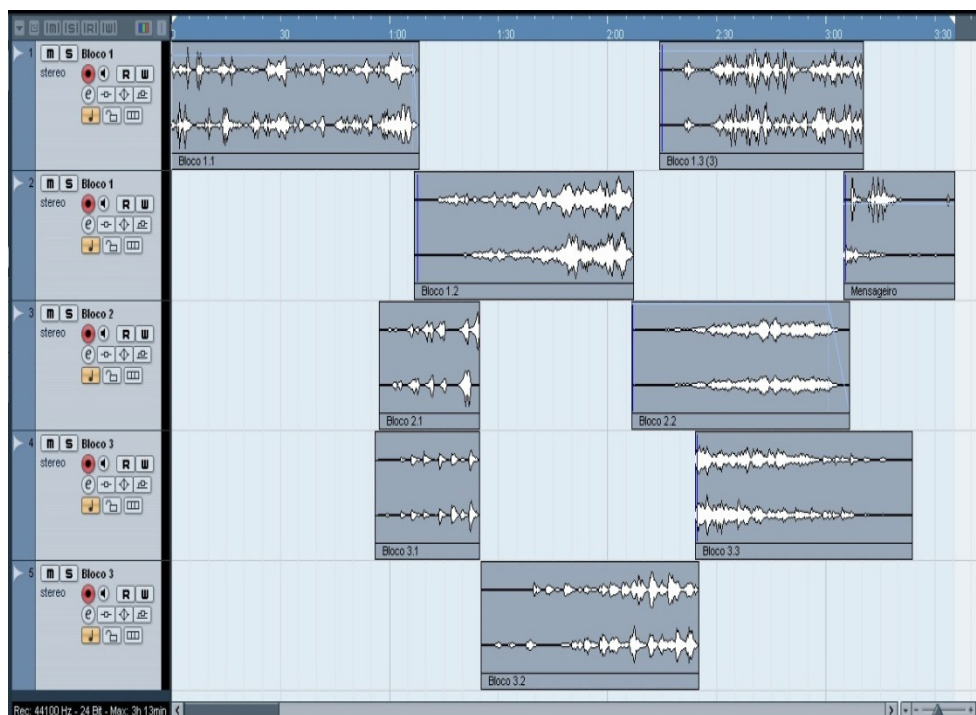 M S R W
30 1:00 1:30 2:00 2:30 3:00 3:30
1 M S Bloco 1
stereo R W
e
Bloco 1.1
Bloco 1.3 (3)
2 M S Bloco 1
stereo R W
e
Bloco 1.2
Mensageiro
3 M S Bloco 2
stereo R W
e
Bloco 2.1
Bloco 2.2
4 M S Bloco 3
stereo R W
e
Bloco 3.1
Bloco 3.3
5 M S Bloco 3
stereo R W
e
Bloco 3.2
Rec: 44100 Hz - 24 Bit - Max: 3h 13min